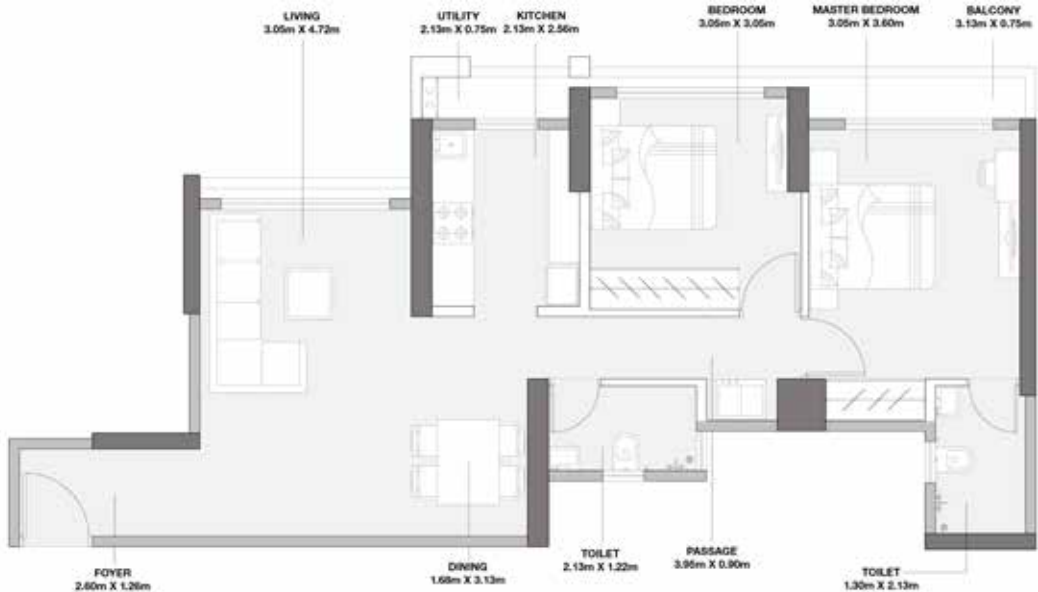 LIVING
3.05m X 4.72m
UTILITY
2.13m X 0.75m
KITCHEN
2.13m X 2.56m
BEDROOM
3.05m X 3.05m
MASTER BEDROOM
3.05m X 3.60m
BALCONY
3.13m X 0.75m
FOYER
2.60m X 1.26m
DINING
1.68m X 3.13m
TOILET
2.13m X 1.22m
PASSAGE
3.95m X 0.90m
TOILET
1.30m X 2.13m